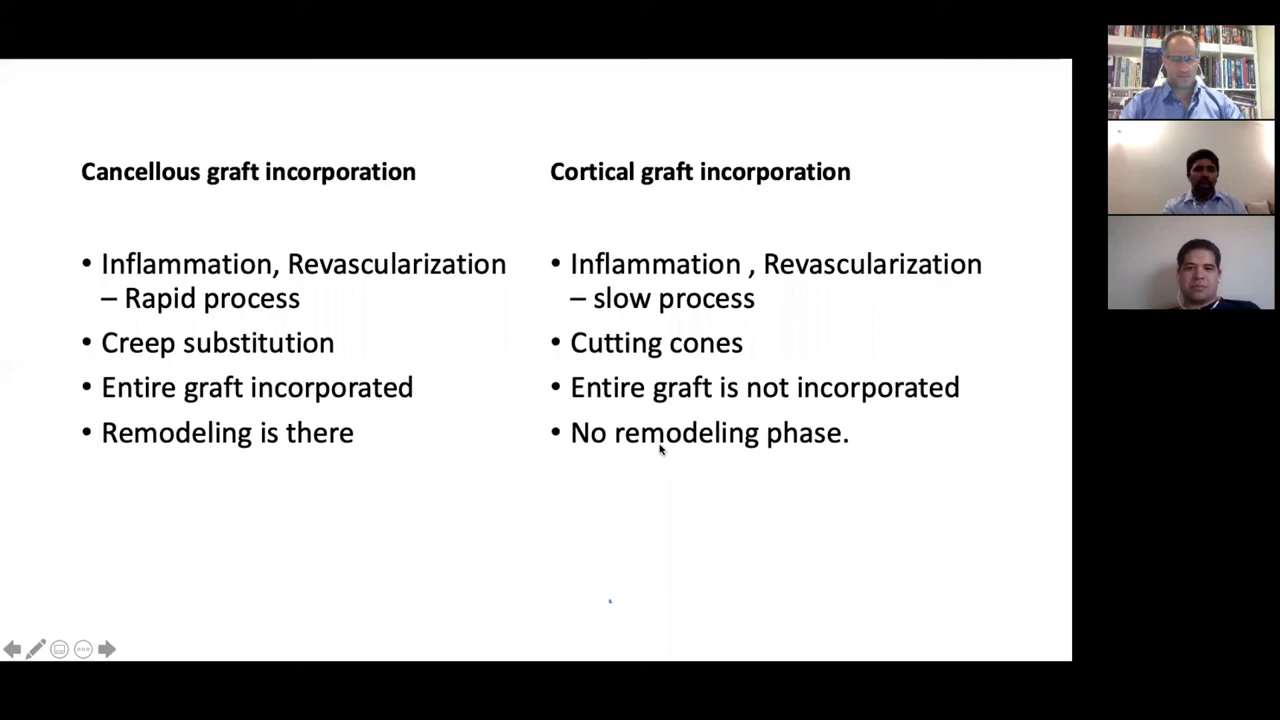 Cancellous graft incorporation
• Inflammation, Revascularization
– Rapid process
• Creep substitution
• Entire graft incorporated
• Remodeling is there
Cortical graft incorporation
• Inflammation , Revascularization
– slow process
• Cutting cones
• Entire graft is not incorporated
• No remodeling phase.